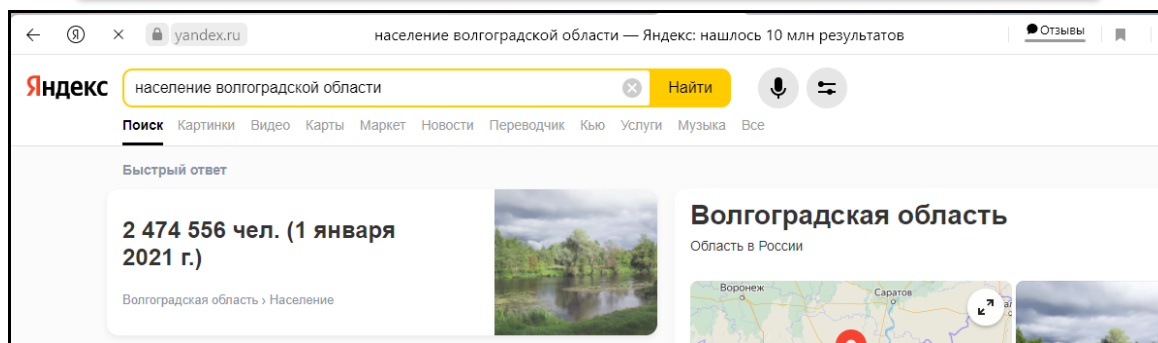 yandex.ru
население волгоградской области — Яндекс: нашлось 10 млн результатов
Отзывы
Яндекс
население волгоградской области
Найти
Поиск Картинки Видео Карты Маркет Новости Переводчик Кью Услуги Музыка Все
Быстрый ответ
2 474 556 чел. (1 января
2021 г.)
Волгоградская область › Население
Волгоградская область
Область в России
Воронеж
Саратов